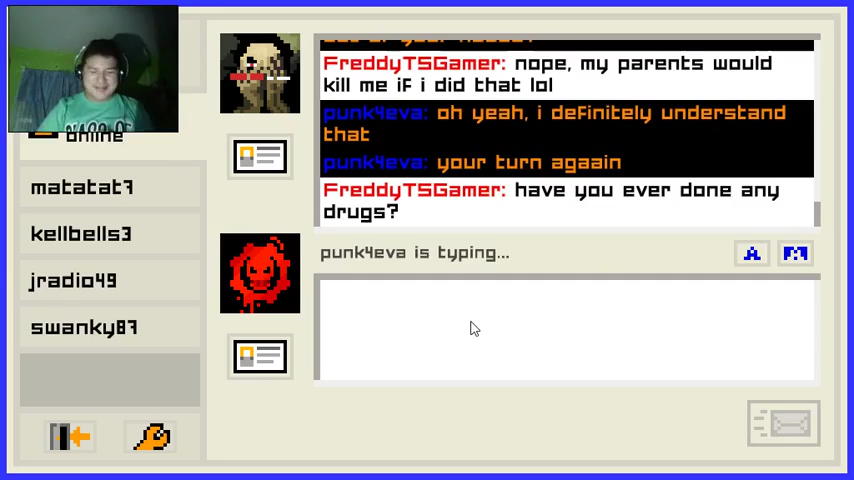 online
matatat7
kellbells3
jradio49
swanky87
FreddyTSGamer: nope, my parents would
kill me if i did that lol
punk4eva: oh yeah, i definitely understand
that
punk4eva: your turn agaain
FreddyTSGamer: have you ever done any
drugs?
punk4eva is typing...
A